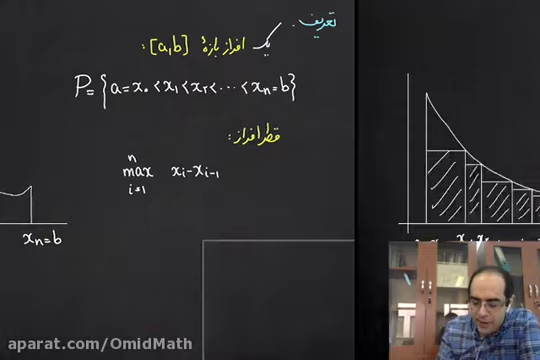 تعریف.
یک افراز بازهٔ [a,b] :
P = { a = x₀ < x₁ < x₂ < ⋯ < xₙ = b }
قطر افراز :
n
max xᵢ - xᵢ₋₁
i=1
xₙ = b
aparat.com/OmidMath